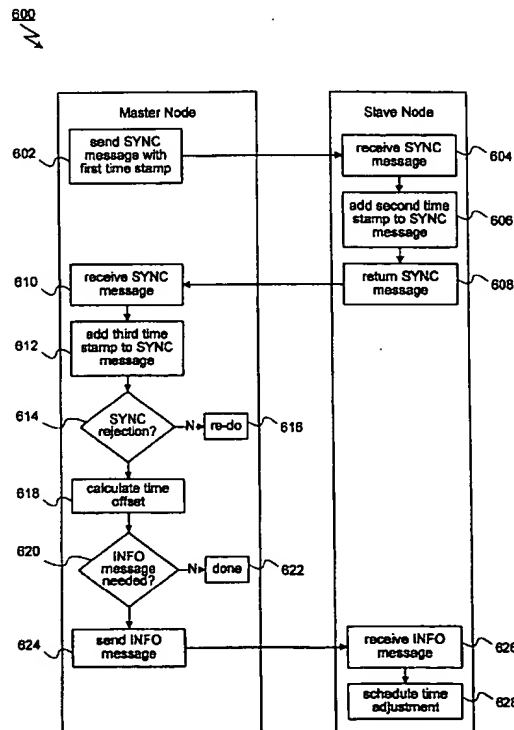 600
Master Node
Slave Node
602
send SYNC
message with
first time stamp
receive SYNC
message
604
add second time
stamp to SYNC
message
606
610
receive SYNC
message
return SYNC
message
608
612
add third time
stamp to SYNC
message
614
SYNC
rejection?
N
re-do
616
618
calculate time
offset
620
INFO
message
needed?
N
done
622
624
send INFO
message
receive INFO
message
626
schedule time
adjustment
628